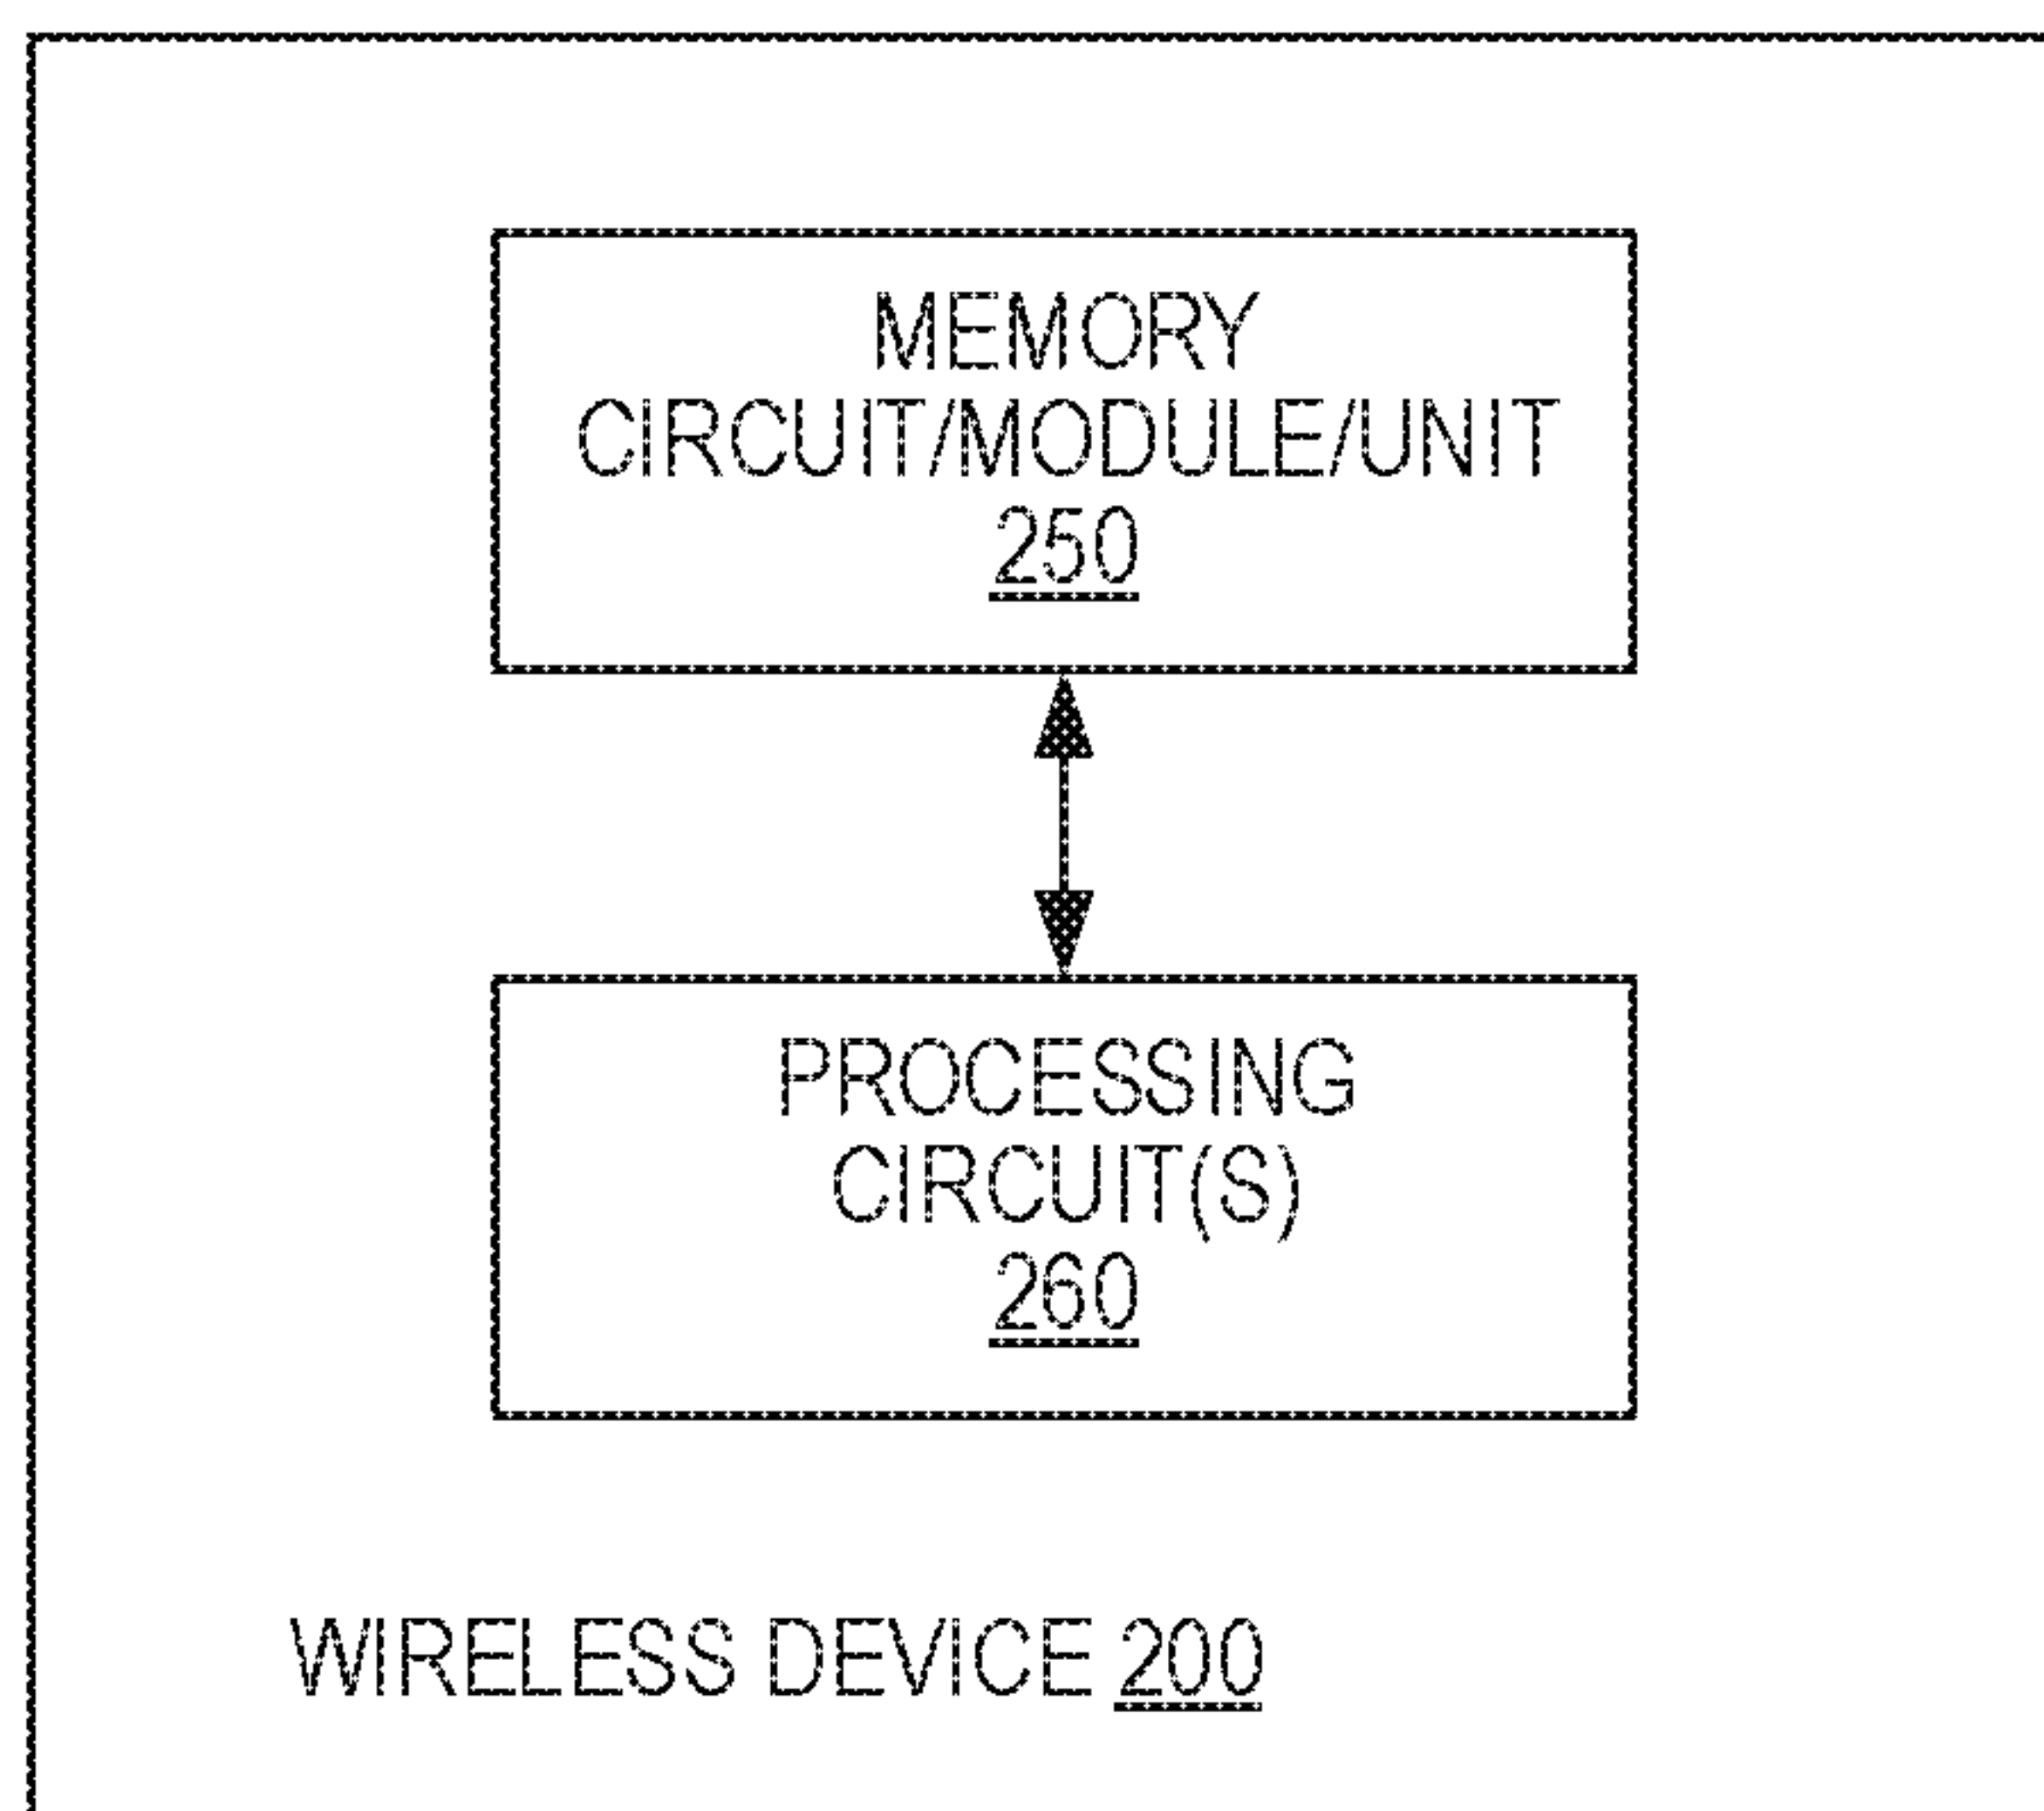 MEMORY
CIRCUIT/MODULE/UNIT
250
PROCESSING
CIRCUIT(S)
260
WIRELESS DEVICE 200